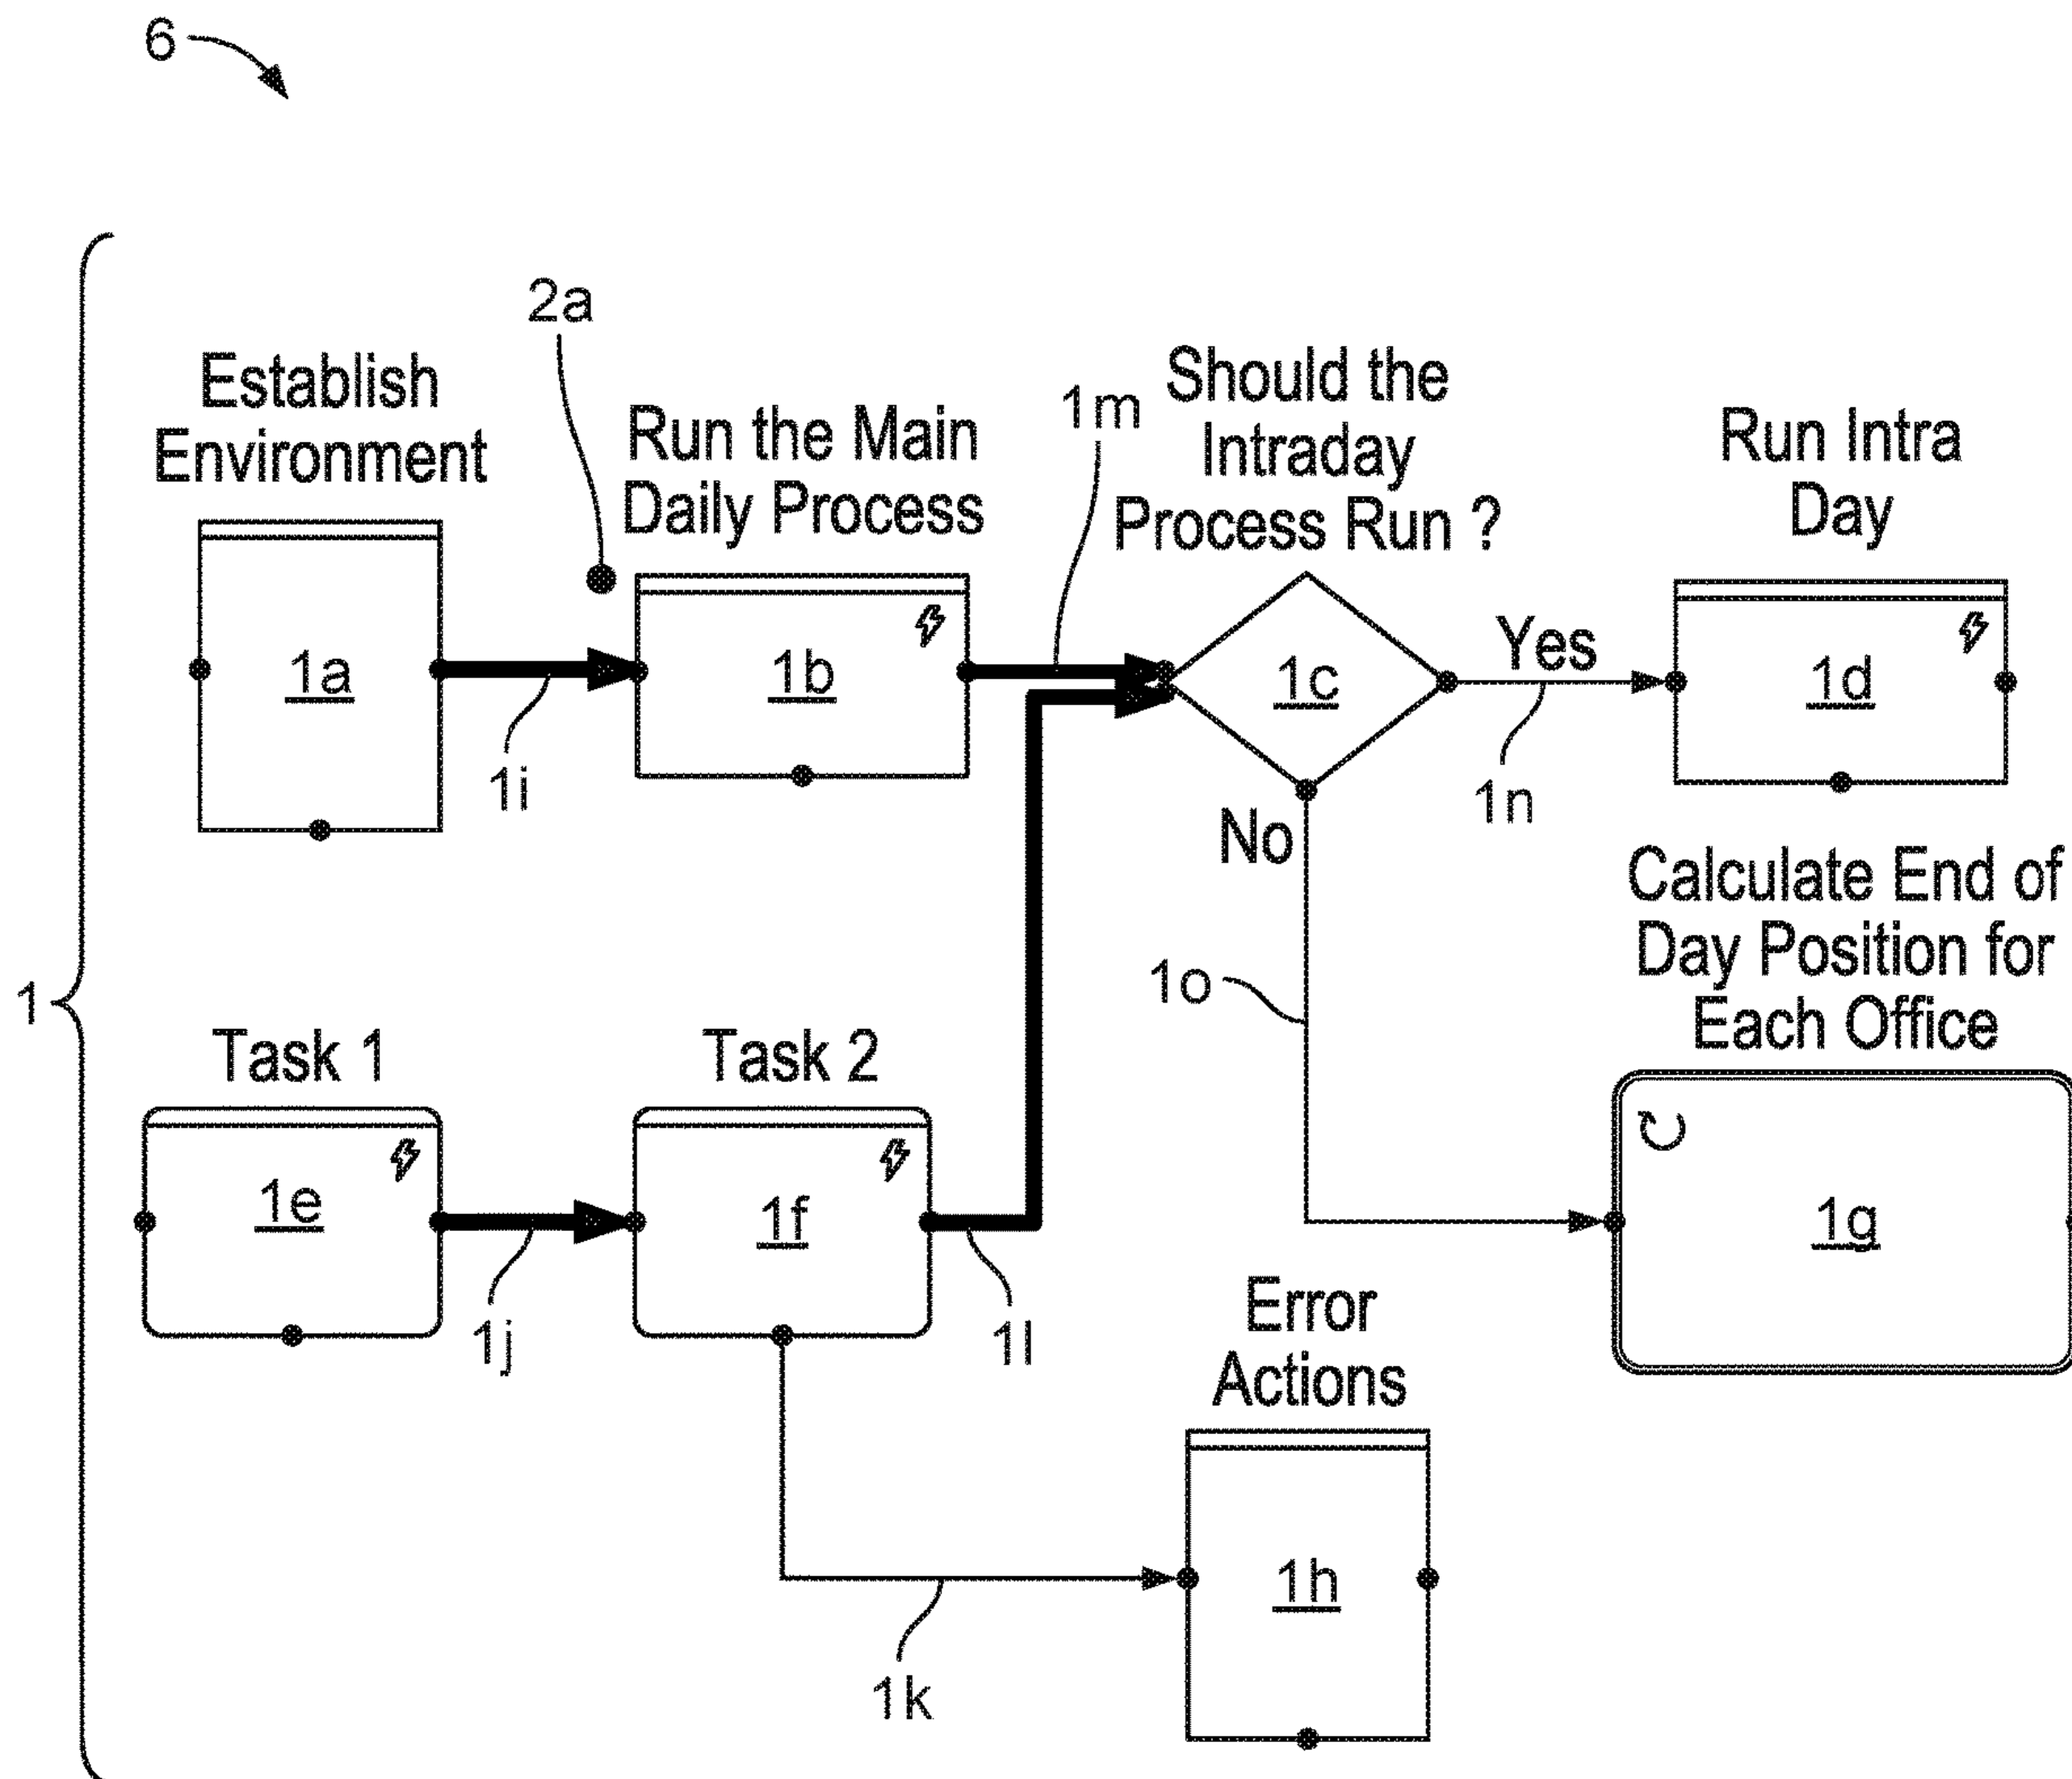 6
2a
Establish
Environment
Run the Main
Daily Process
1m
Should the
Intraday
Process Run ?
Run Intra
Day
1a
1i
1b
1c
Yes
1n
1d
No
1o
Calculate End of
Day Position for
Each Office
1
Task 1
Task 2
1e
1j
1f
1l
1g
Error
Actions
1k
1h